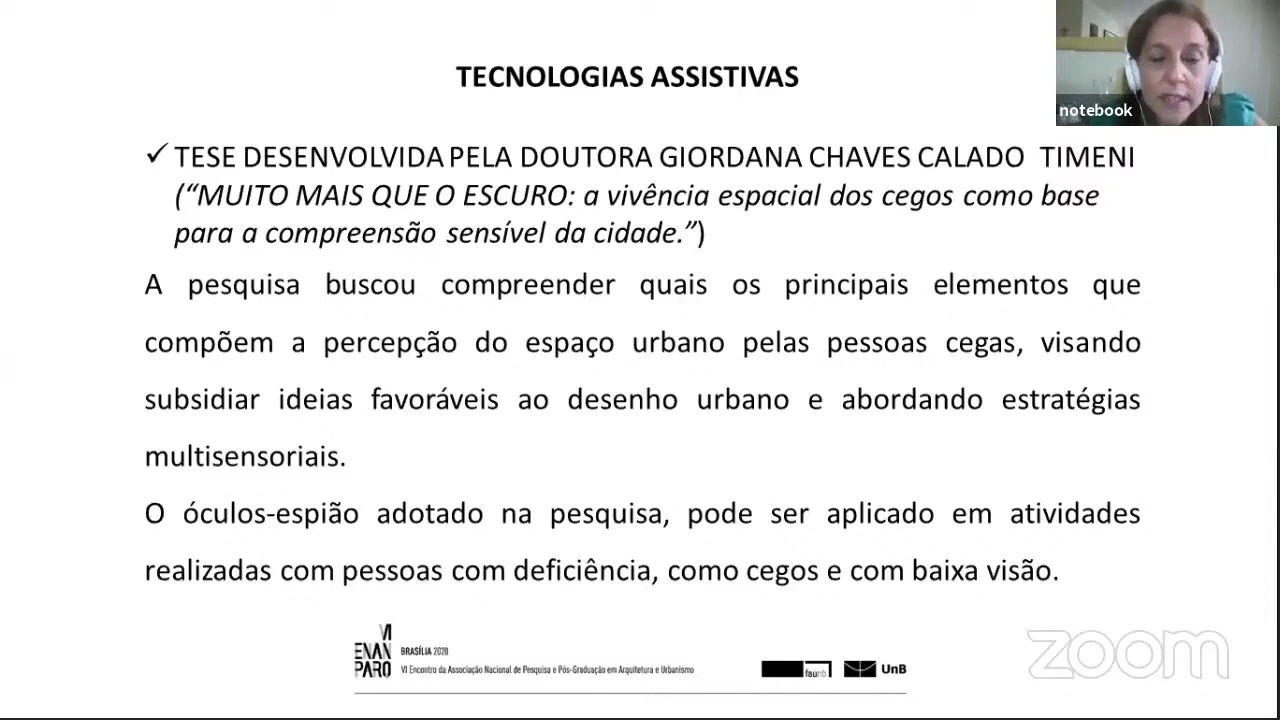 TECNOLOGIAS ASSISTIVAS
notebook
✓ TESE DESENVOLVIDA PELA DOUTORA GIORDANA CHAVES CALADO TIMENI
(“MUITO MAIS QUE O ESCURO: a vivência espacial dos cegos como base
para a compreensão sensível da cidade.”)
A pesquisa buscou compreender quais os principais elementos que
compõem a percepção do espaço urbano pelas pessoas cegas, visando
subsidiar ideias favoráveis ao desenho urbano e abordando estratégias
multisensoriais.
O óculos-espião adotado na pesquisa, pode ser aplicado em atividades
realizadas com pessoas com deficiência, como cegos e com baixa visão.
VI
ENAN
PARQ
BRASÍLIA 2020
VI Encontro da Associação Nacional de Pesquisa e Pós-Graduação em Arquitetura e Urbanismo
faunb
UnB
zoom